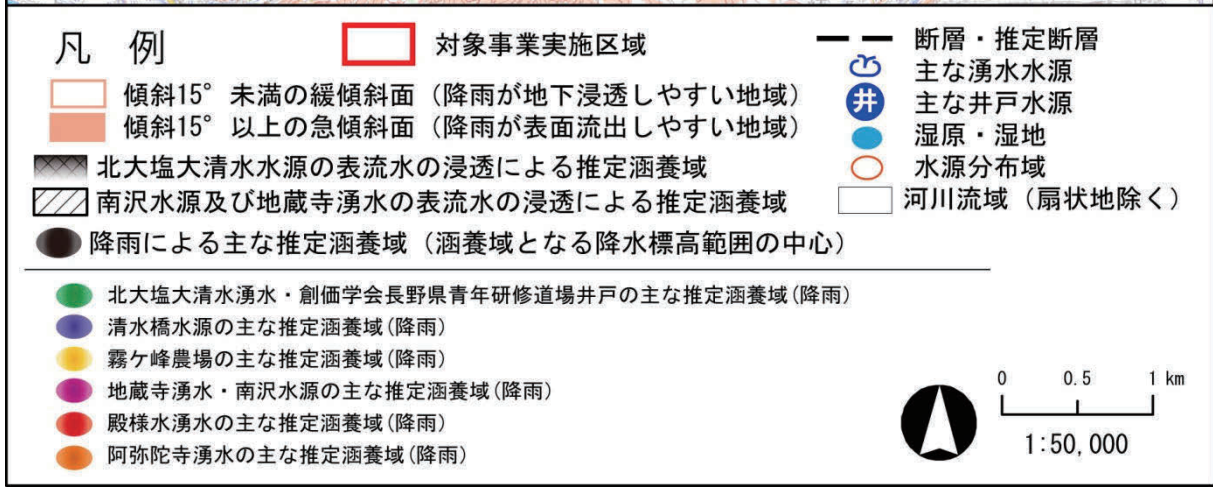 凡 例
対象事業実施区域
傾斜15° 未満の緩傾斜面（降雨が地下浸透しやすい地域）
傾斜15° 以上の急傾斜面（降雨が表面流出しやすい地域）
北大塩大清水水源の表流水の浸透による推定涵養域
南沢水源及び地蔵寺湧水の表流水の浸透による推定涵養域
降雨による主な推定涵養域（涵養域となる降水標高範囲の中心）
断層・推定断層
主な湧水水源
井 主な井戸水源
湿原・湿地
水源分布域
河川流域（扇状地除く）
北大塩大清水湧水・創価学会長野県青年研修道場井戸の主な推定涵養域(降雨)
清水橋水源の主な推定涵養域(降雨)
霧ケ峰農場の主な推定涵養域(降雨)
地蔵寺湧水・南沢水源の主な推定涵養域(降雨)
殿様水湧水の主な推定涵養域(降雨)
阿弥陀寺湧水の主な推定涵養域(降雨)
0 0.5 1 km
1:50,000